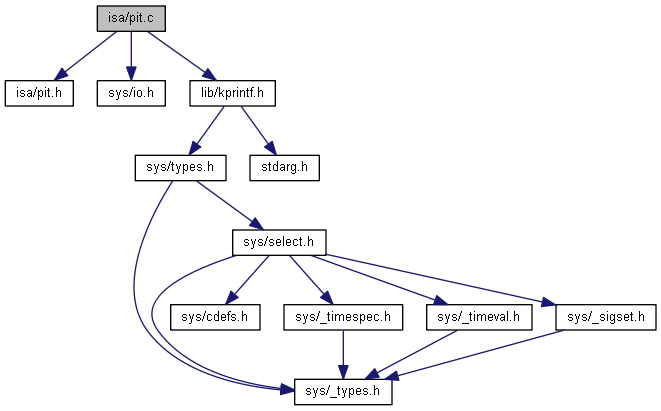 isa/pit.c
isa/pit.h
sys/io.h
lib/kprintf.h
sys/types.h
stdarg.h
sys/select.h
sys/cdefs.h
sys/_timespec.h
sys/_timeval.h
sys/_sigset.h
sys/_types.h